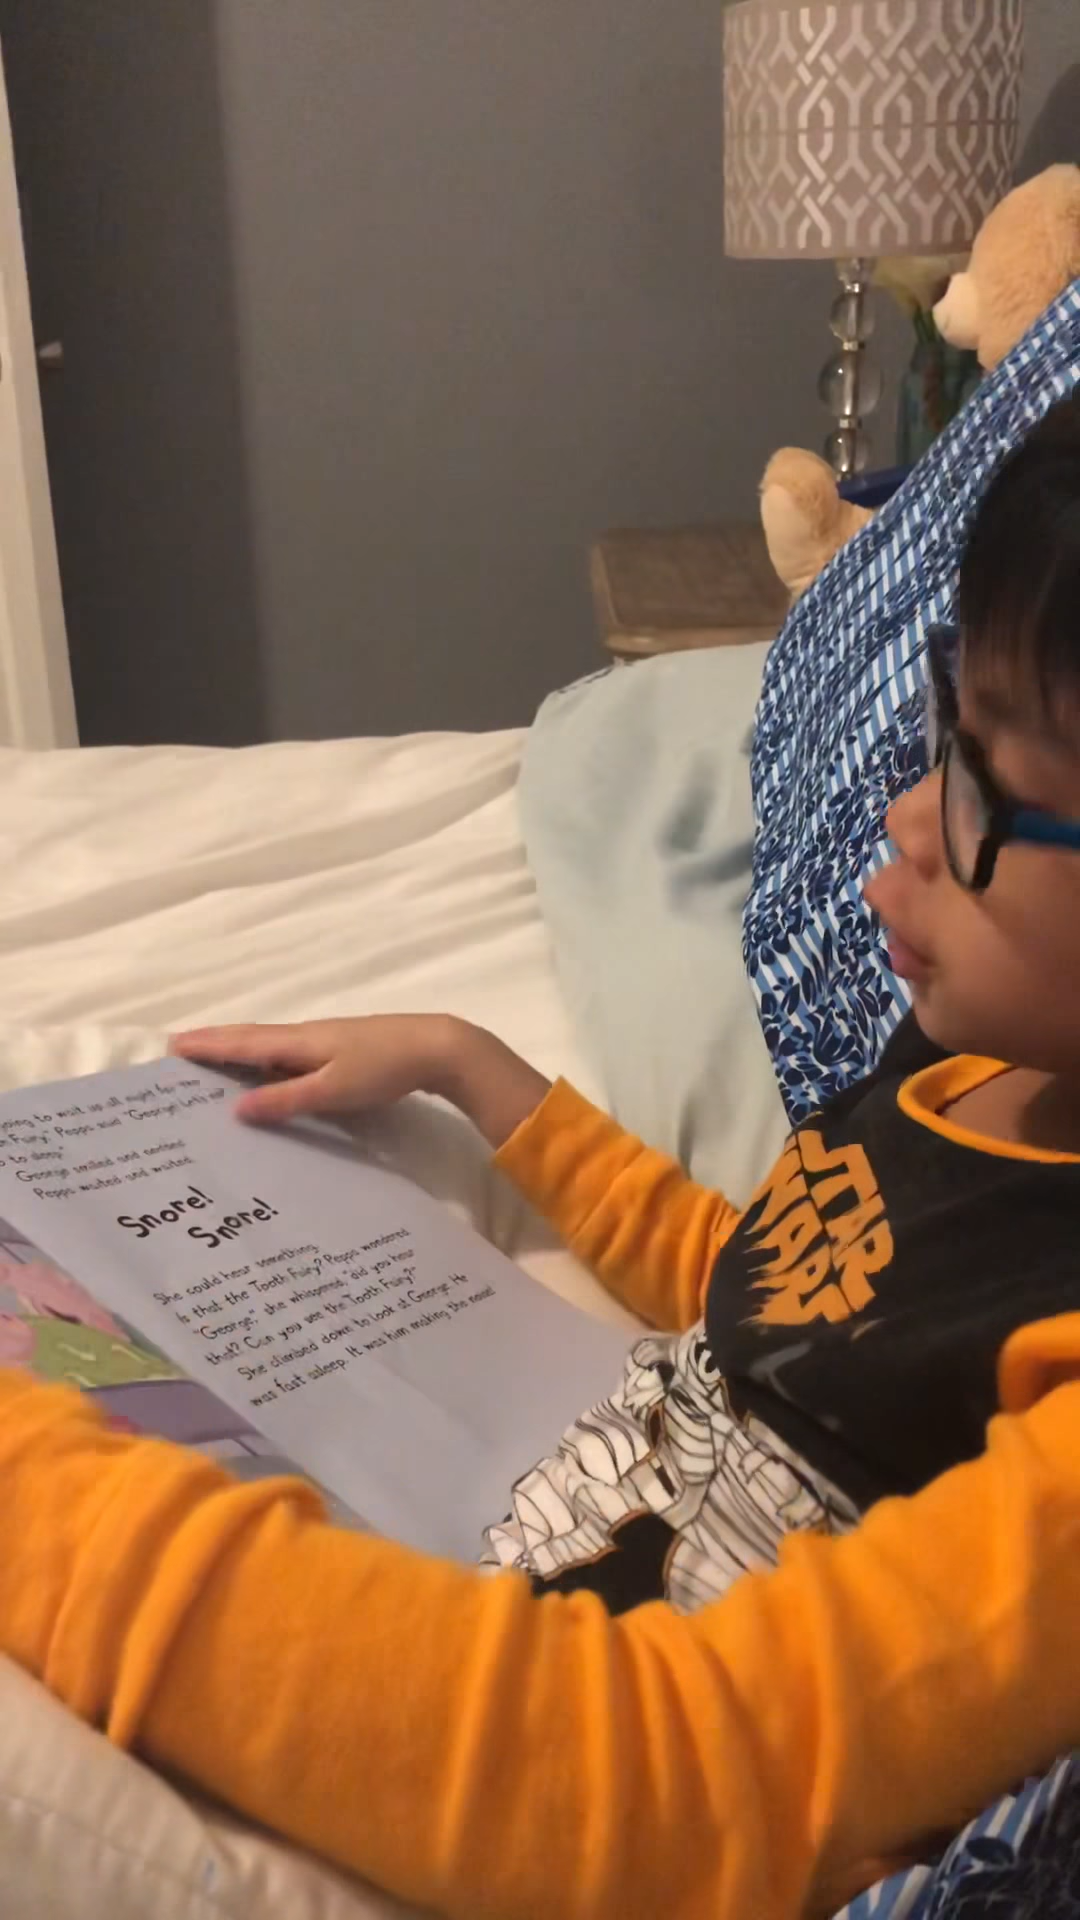 going to wait up all night for the
Fairy," Peppa said. "George! Let's not
to sleep."
George smiled and nodded.
Peppa waited and waited.
Snore!
Snore!
She could hear something.
Is that the Tooth Fairy? Peppa wondered.
"George," she whispered, "did you hear
that? Can you see the Tooth Fairy?"
She climbed down to look at George. He
was fast asleep. It was him making the noise!
STAR
WARS